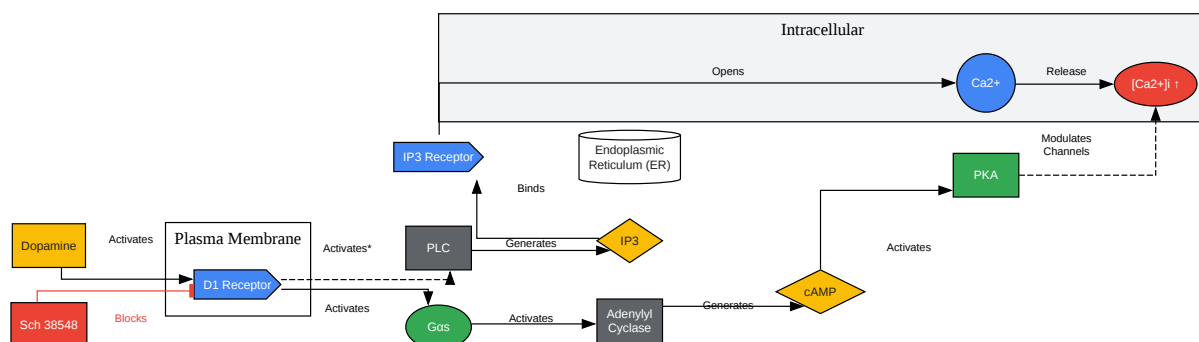 Intracellular
Opens
Ca2+
Release
[Ca2+]i ↑
IP3 Receptor
Endoplasmic
Reticulum (ER)
Modulates
Channels
PKA
Binds
Dopamine
Activates
Plasma Membrane
Activates*
PLC
Generates
IP3
Activates
D1 Receptor
cAMP
Sch 38548
Blocks
Activates
Gαs
Activates
Adenylyl
Cyclase
Generates